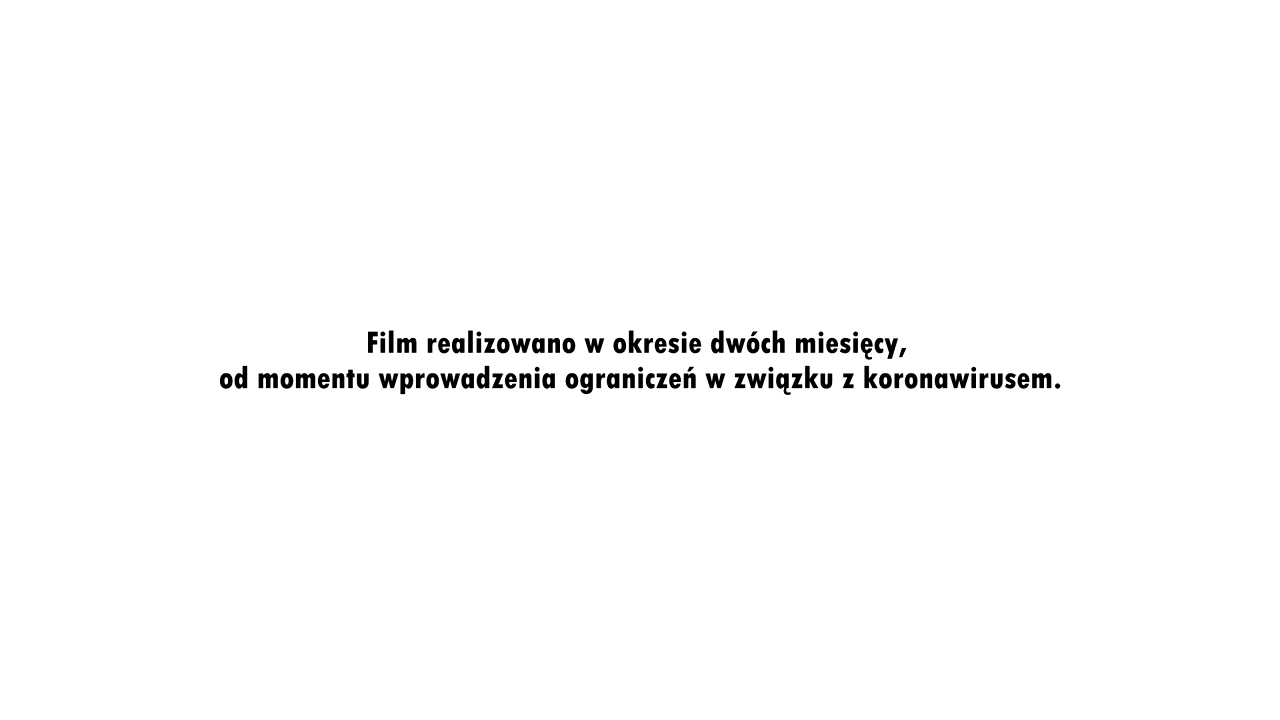 Film realizowano w okresie dwóch miesięcy,
od momentu wprowadzenia ograniczeń w związku z koronawirusem.